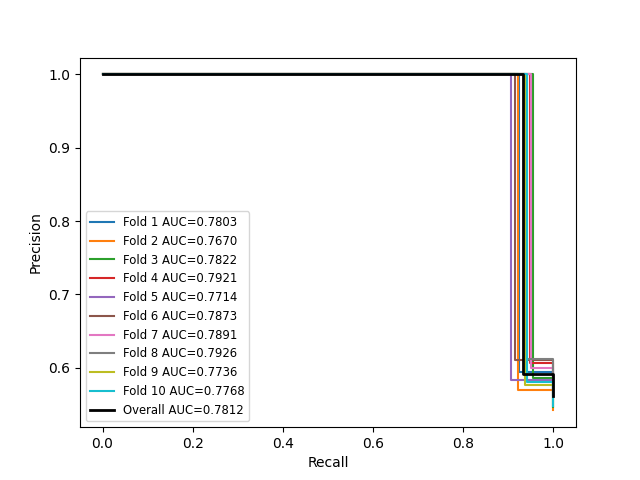 1.0
0.9
0.8
0.7
0.6
Precision
Fold 1 AUC=0.7803
Fold 2 AUC=0.7670
Fold 3 AUC=0.7822
Fold 4 AUC=0.7921
Fold 5 AUC=0.7714
Fold 6 AUC=0.7873
Fold 7 AUC=0.7891
Fold 8 AUC=0.7926
Fold 9 AUC=0.7736
Fold 10 AUC=0.7768
Overall AUC=0.7812
0.0 0.2 0.4 0.6 0.8 1.0
Recall